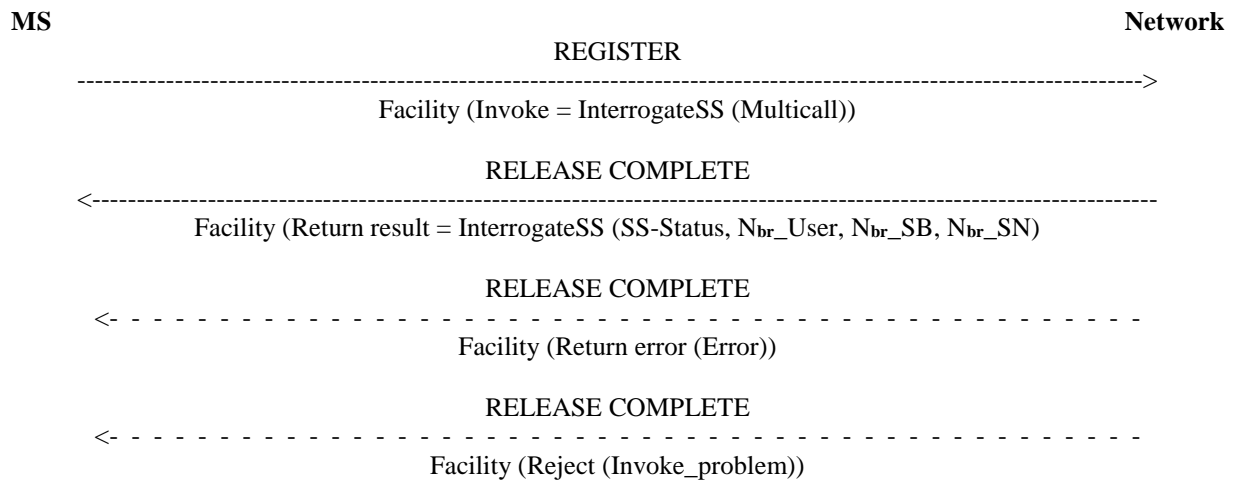 MS Network
REGISTER
Facility (Invoke = InterrogateSS (Multicall))
RELEASE COMPLETE
Facility (Return result = InterrogateSS (SS-Status, Nbr_User, Nbr_SB, Nbr_SN)
RELEASE COMPLETE
Facility (Return error (Error))
RELEASE COMPLETE
Facility (Reject (Invoke_problem))